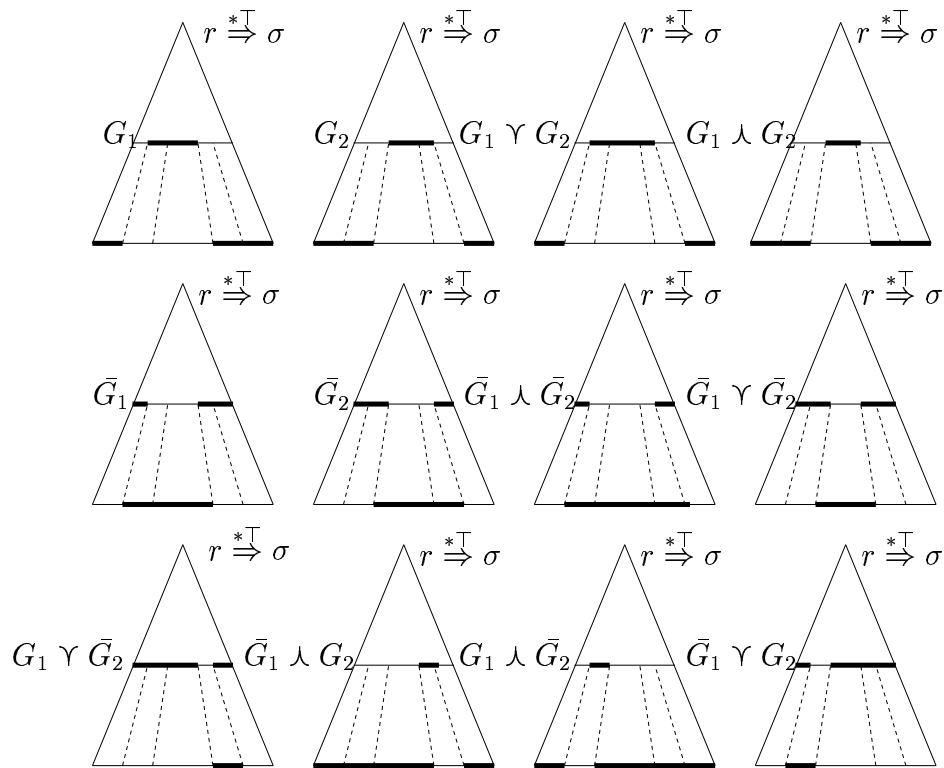 r *⊤⇒ σ r *⊤⇒ σ r *⊤⇒ σ r *⊤⇒ σ
G₁ G₂ G₁ ⋎ G₂ G₁ ⋏ G₂
r *⊤⇒ σ r *⊤⇒ σ r *⊤⇒ σ r *⊤⇒ σ
Ḡ₁ Ḡ₂ Ḡ₁ ⋏ Ḡ₂ Ḡ₁ ⋎ Ḡ₂
r *⊤⇒ σ r *⊤⇒ σ r *⊤⇒ σ r *⊤⇒ σ
G₁ ⋎ Ḡ₂ Ḡ₁ ⋏ G₂ G₁ ⋏ Ḡ₂ Ḡ₁ ⋎ G₂